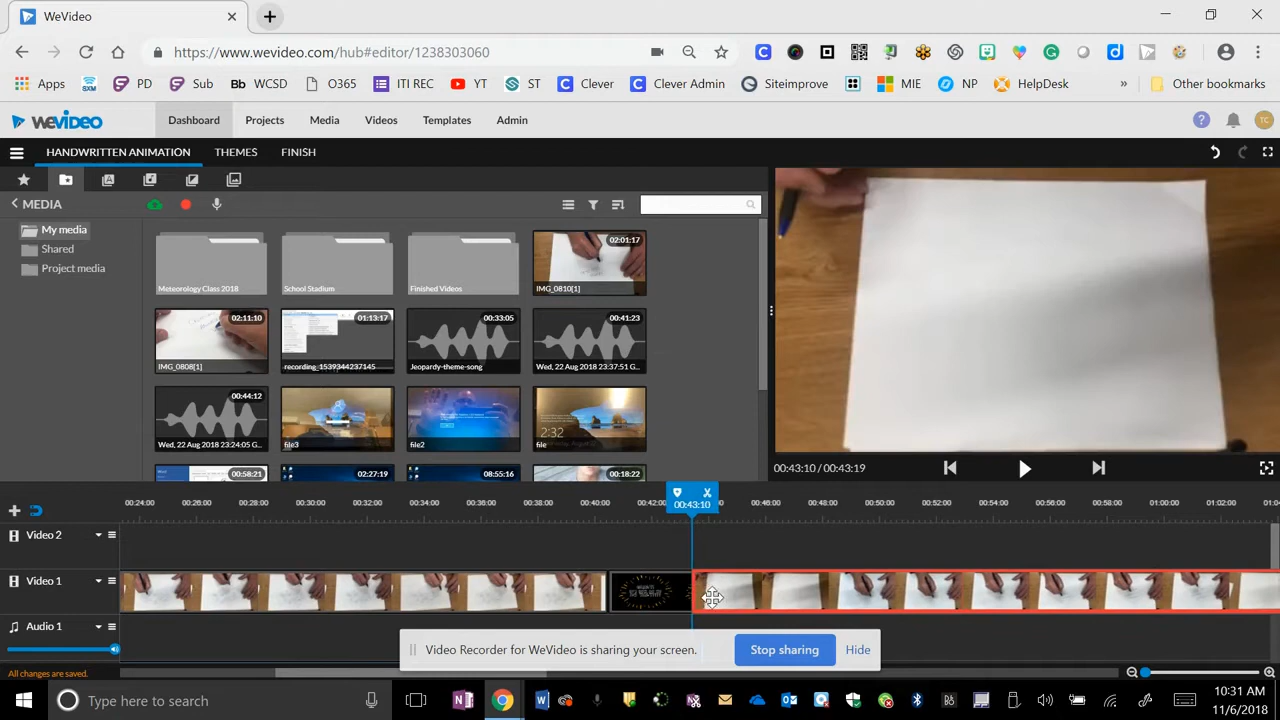 WeVideo
https://www.wevideo.com/hub#editor/1238303060
Apps PD Sub Bb WCSD O365 ITI REC YT ST Clever Clever Admin Siteimprove MIE NP HelpDesk » Other bookmarks
wevideo Dashboard Projects Media Videos Templates Admin ? TC
HANDWRITTEN ANIMATION THEMES FINISH
MEDIA
My media
Shared
Project media
Meteorology Class 2018 School Stadium Finished Videos 02:01:17 IMG_0810[1]
02:11:10 01:13:17 00:33:05 00:41:23
IMG_0808[1] recording_1539344237145 Jeopardy-theme-song Wed, 22 Aug 2018 23:37:51 G...
00:44:12
2:32
Wed, 22 Aug 2018 23:24:05 G... file3 file2 file
00:58:21 02:27:19 08:55:16 00:18:22
00:43:10 / 00:43:19
00:24:00 00:26:00 00:28:00 00:30:00 00:32:00 00:34:00 00:36:00 00:38:00 00:40:00 00:42:00 00:46:00 00:48:00 00:50:00 00:52:00 00:54:00 00:56:00 00:58:00 01:00:00 01:02:00 01:04
00:43:10
Video 2
Video 1
Audio 1
Video Recorder for WeVideo is sharing your screen. Stop sharing Hide
All changes are saved.
Type here to search
10:31 AM
11/6/2018